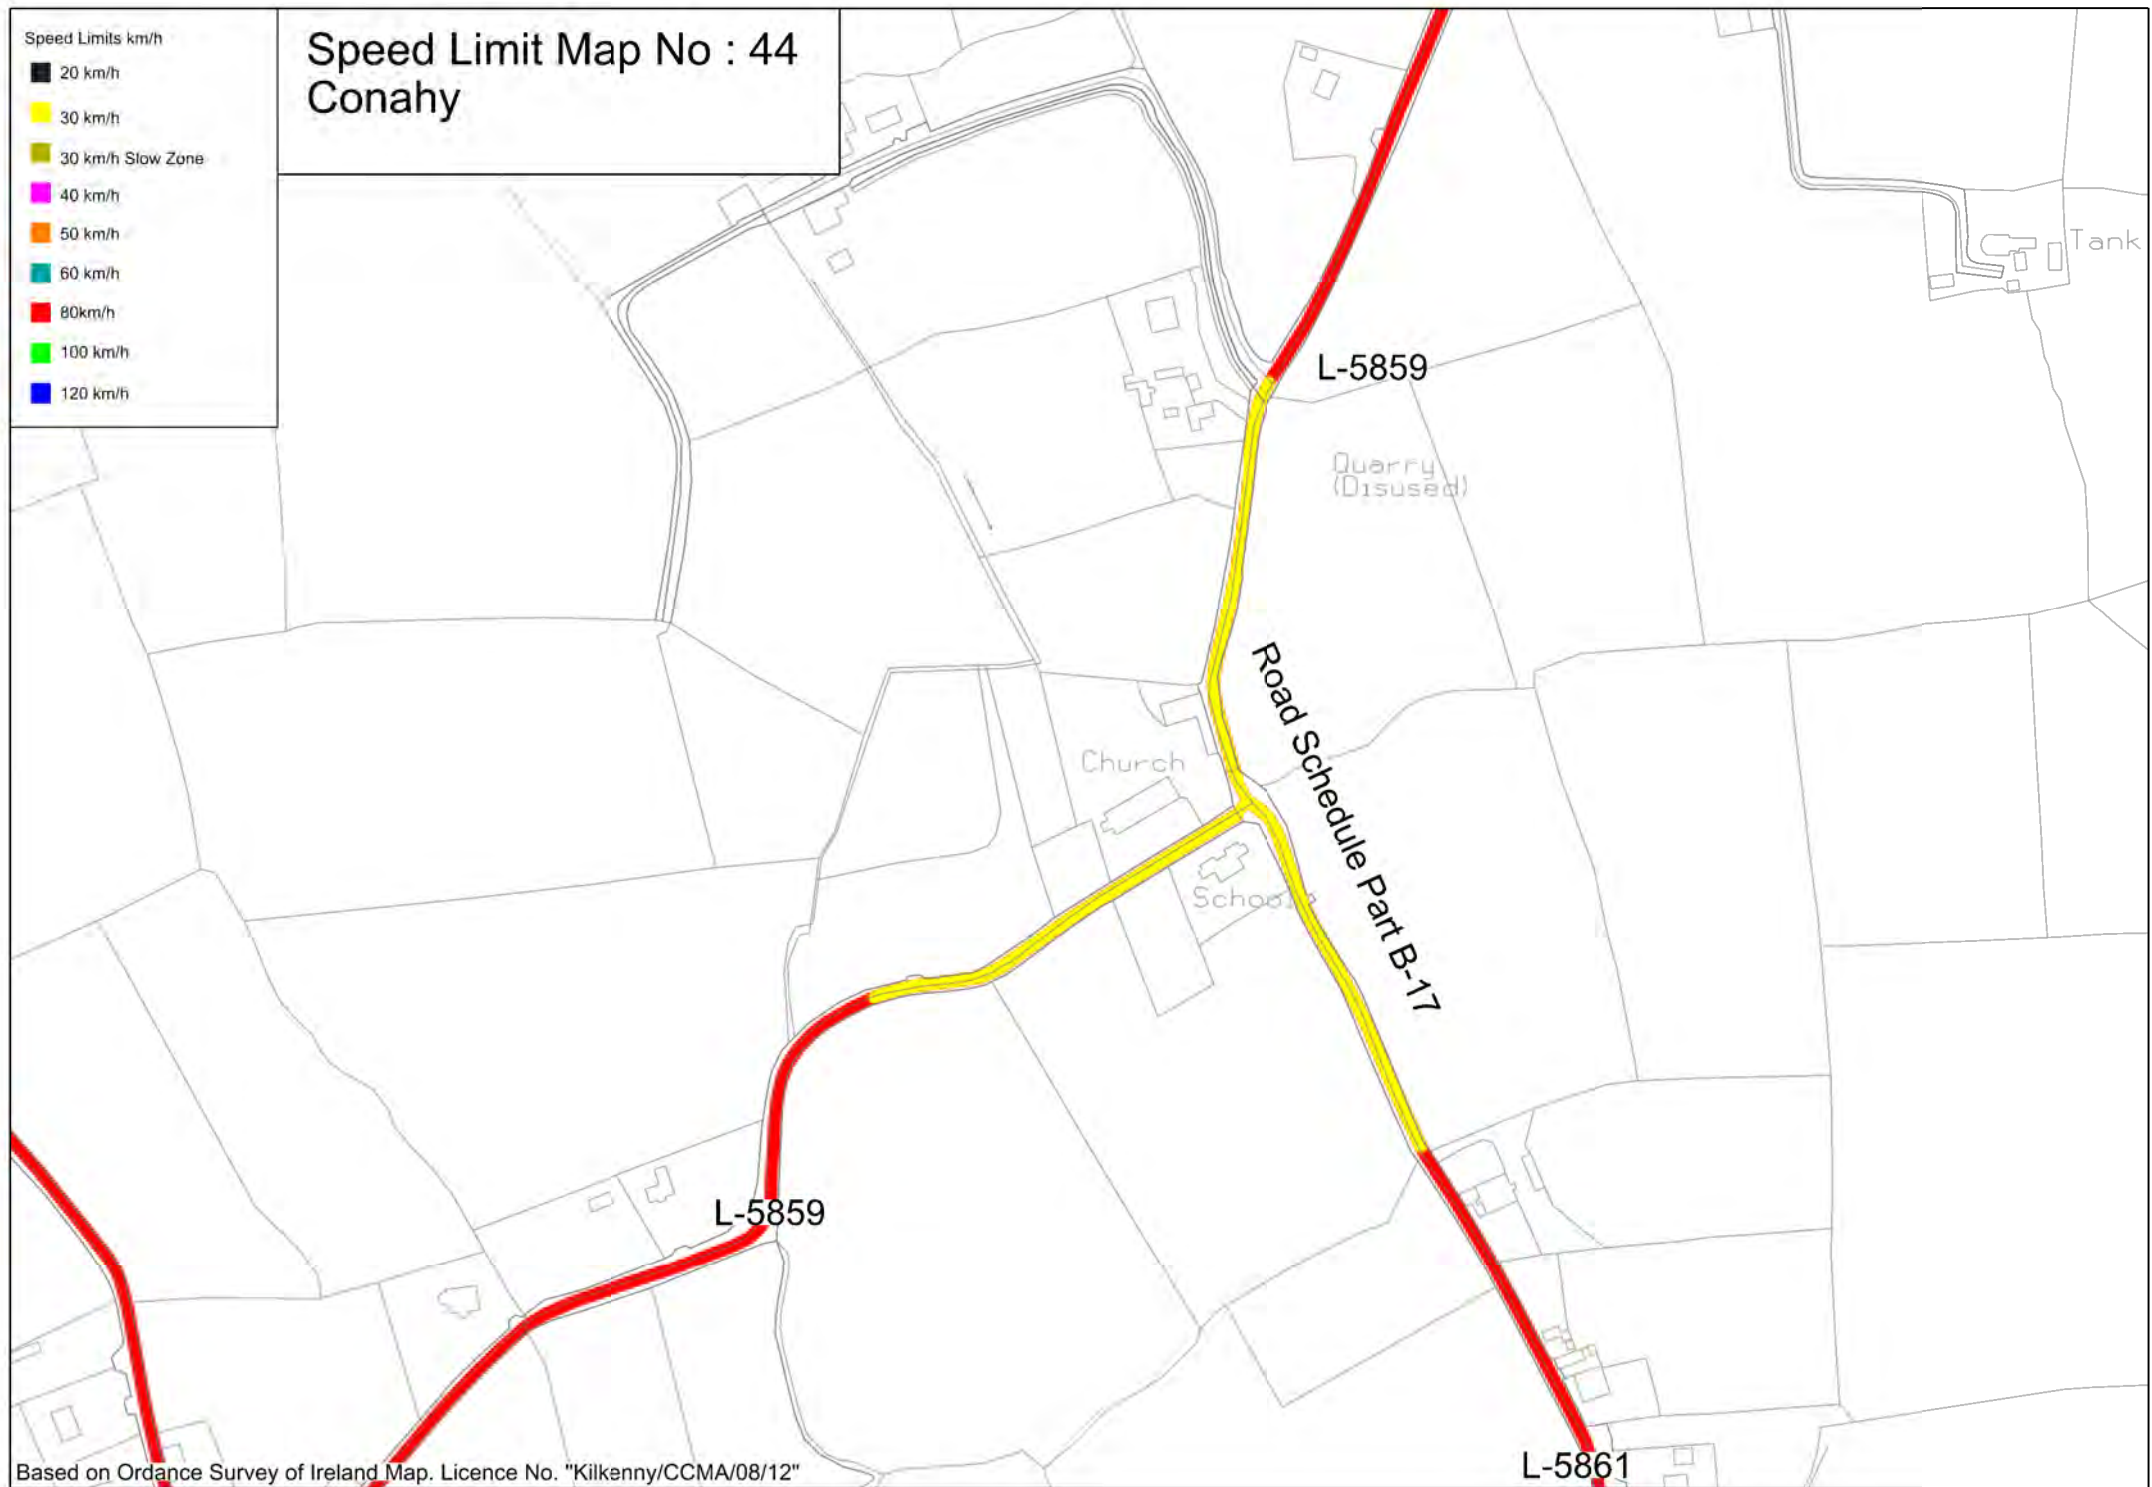 Speed Limits km/h
20 km/h
30 km/h
30 km/h Slow Zone
40 km/h
50 km/h
60 km/h
80km/h
100 km/h
120 km/h
Speed Limit Map No : 44
Conahy
Tank
L-5859
Quarry
(Disused)
Road Schedule Part B-17
Church
School
L-5859
L-5861
Based on Ordance Survey of Ireland Map. Licence No. "Kilkenny/CCMA/08/12"